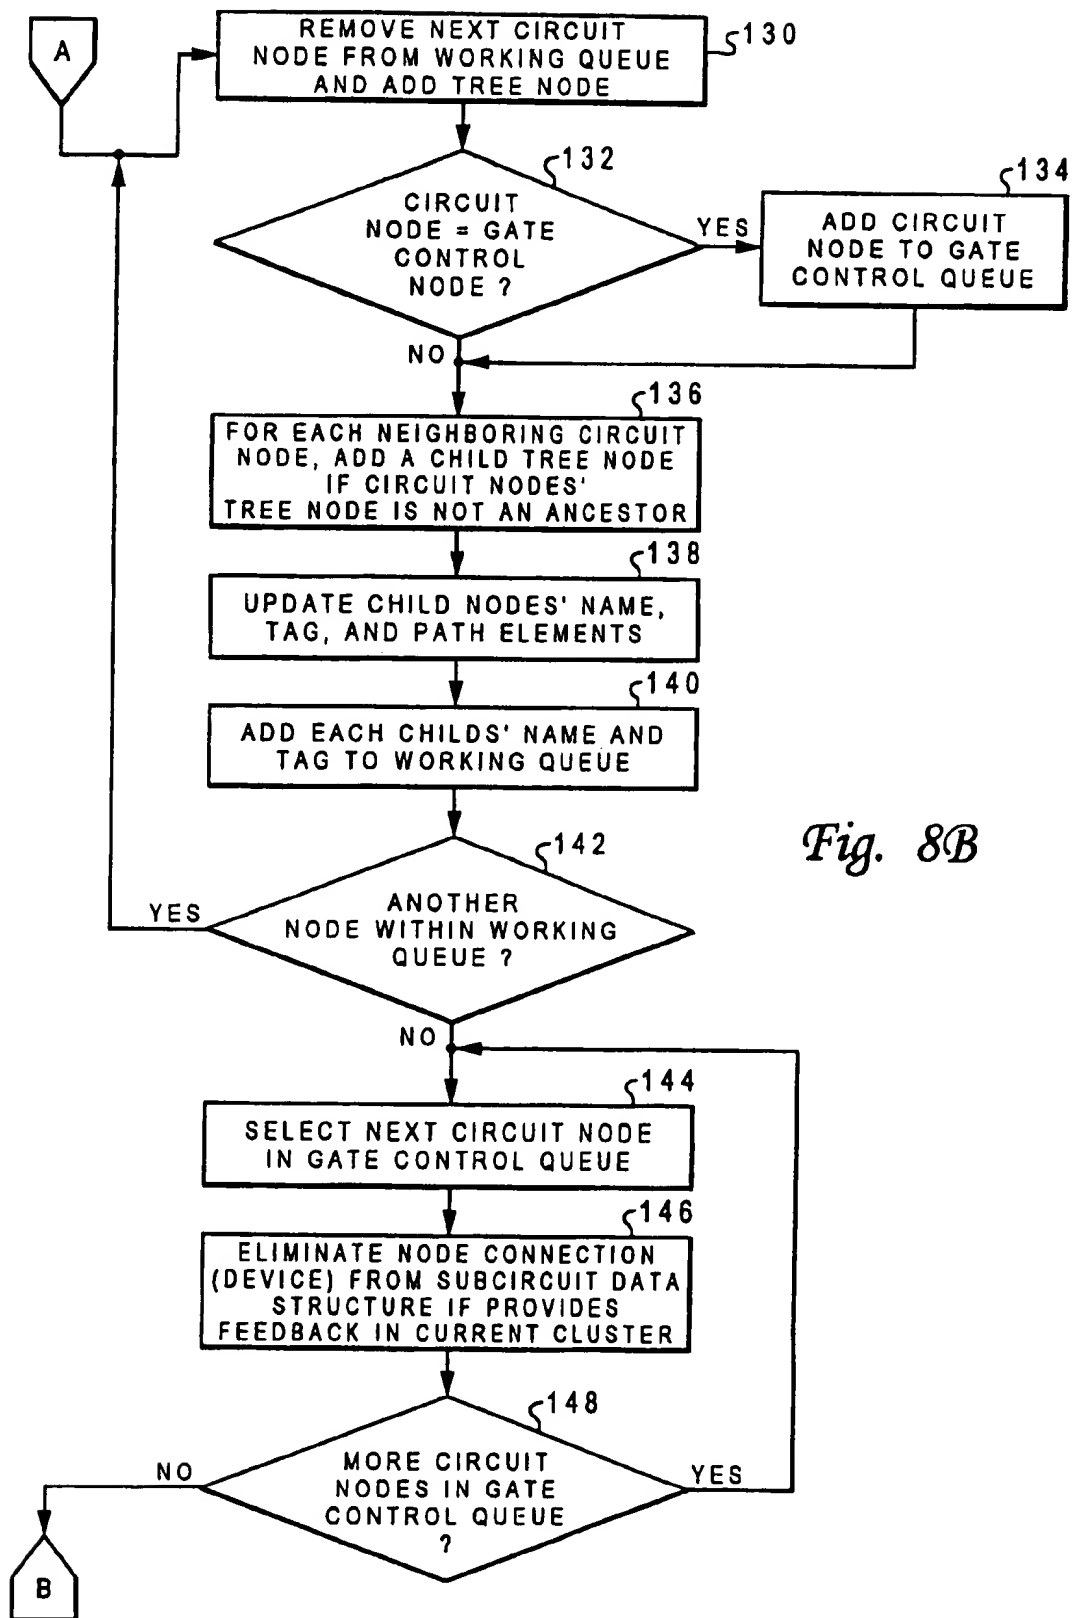 A
REMOVE NEXT CIRCUIT
NODE FROM WORKING QUEUE
AND ADD TREE NODE
130
132
CIRCUIT
NODE = GATE
CONTROL
NODE ?
YES
134
ADD CIRCUIT
NODE TO GATE
CONTROL QUEUE
NO
136
FOR EACH NEIGHBORING CIRCUIT
NODE, ADD A CHILD TREE NODE
IF CIRCUIT NODES'
TREE NODE IS NOT AN ANCESTOR
138
UPDATE CHILD NODES' NAME,
TAG, AND PATH ELEMENTS
140
ADD EACH CHILDS' NAME AND
TAG TO WORKING QUEUE
Fig. 8B
142
YES
ANOTHER
NODE WITHIN WORKING
QUEUE ?
NO
144
SELECT NEXT CIRCUIT NODE
IN GATE CONTROL QUEUE
146
ELIMINATE NODE CONNECTION
(DEVICE) FROM SUBCIRCUIT DATA
STRUCTURE IF PROVIDES
FEEDBACK IN CURRENT CLUSTER
148
NO
MORE CIRCUIT
NODES IN GATE
CONTROL QUEUE
?
YES
B